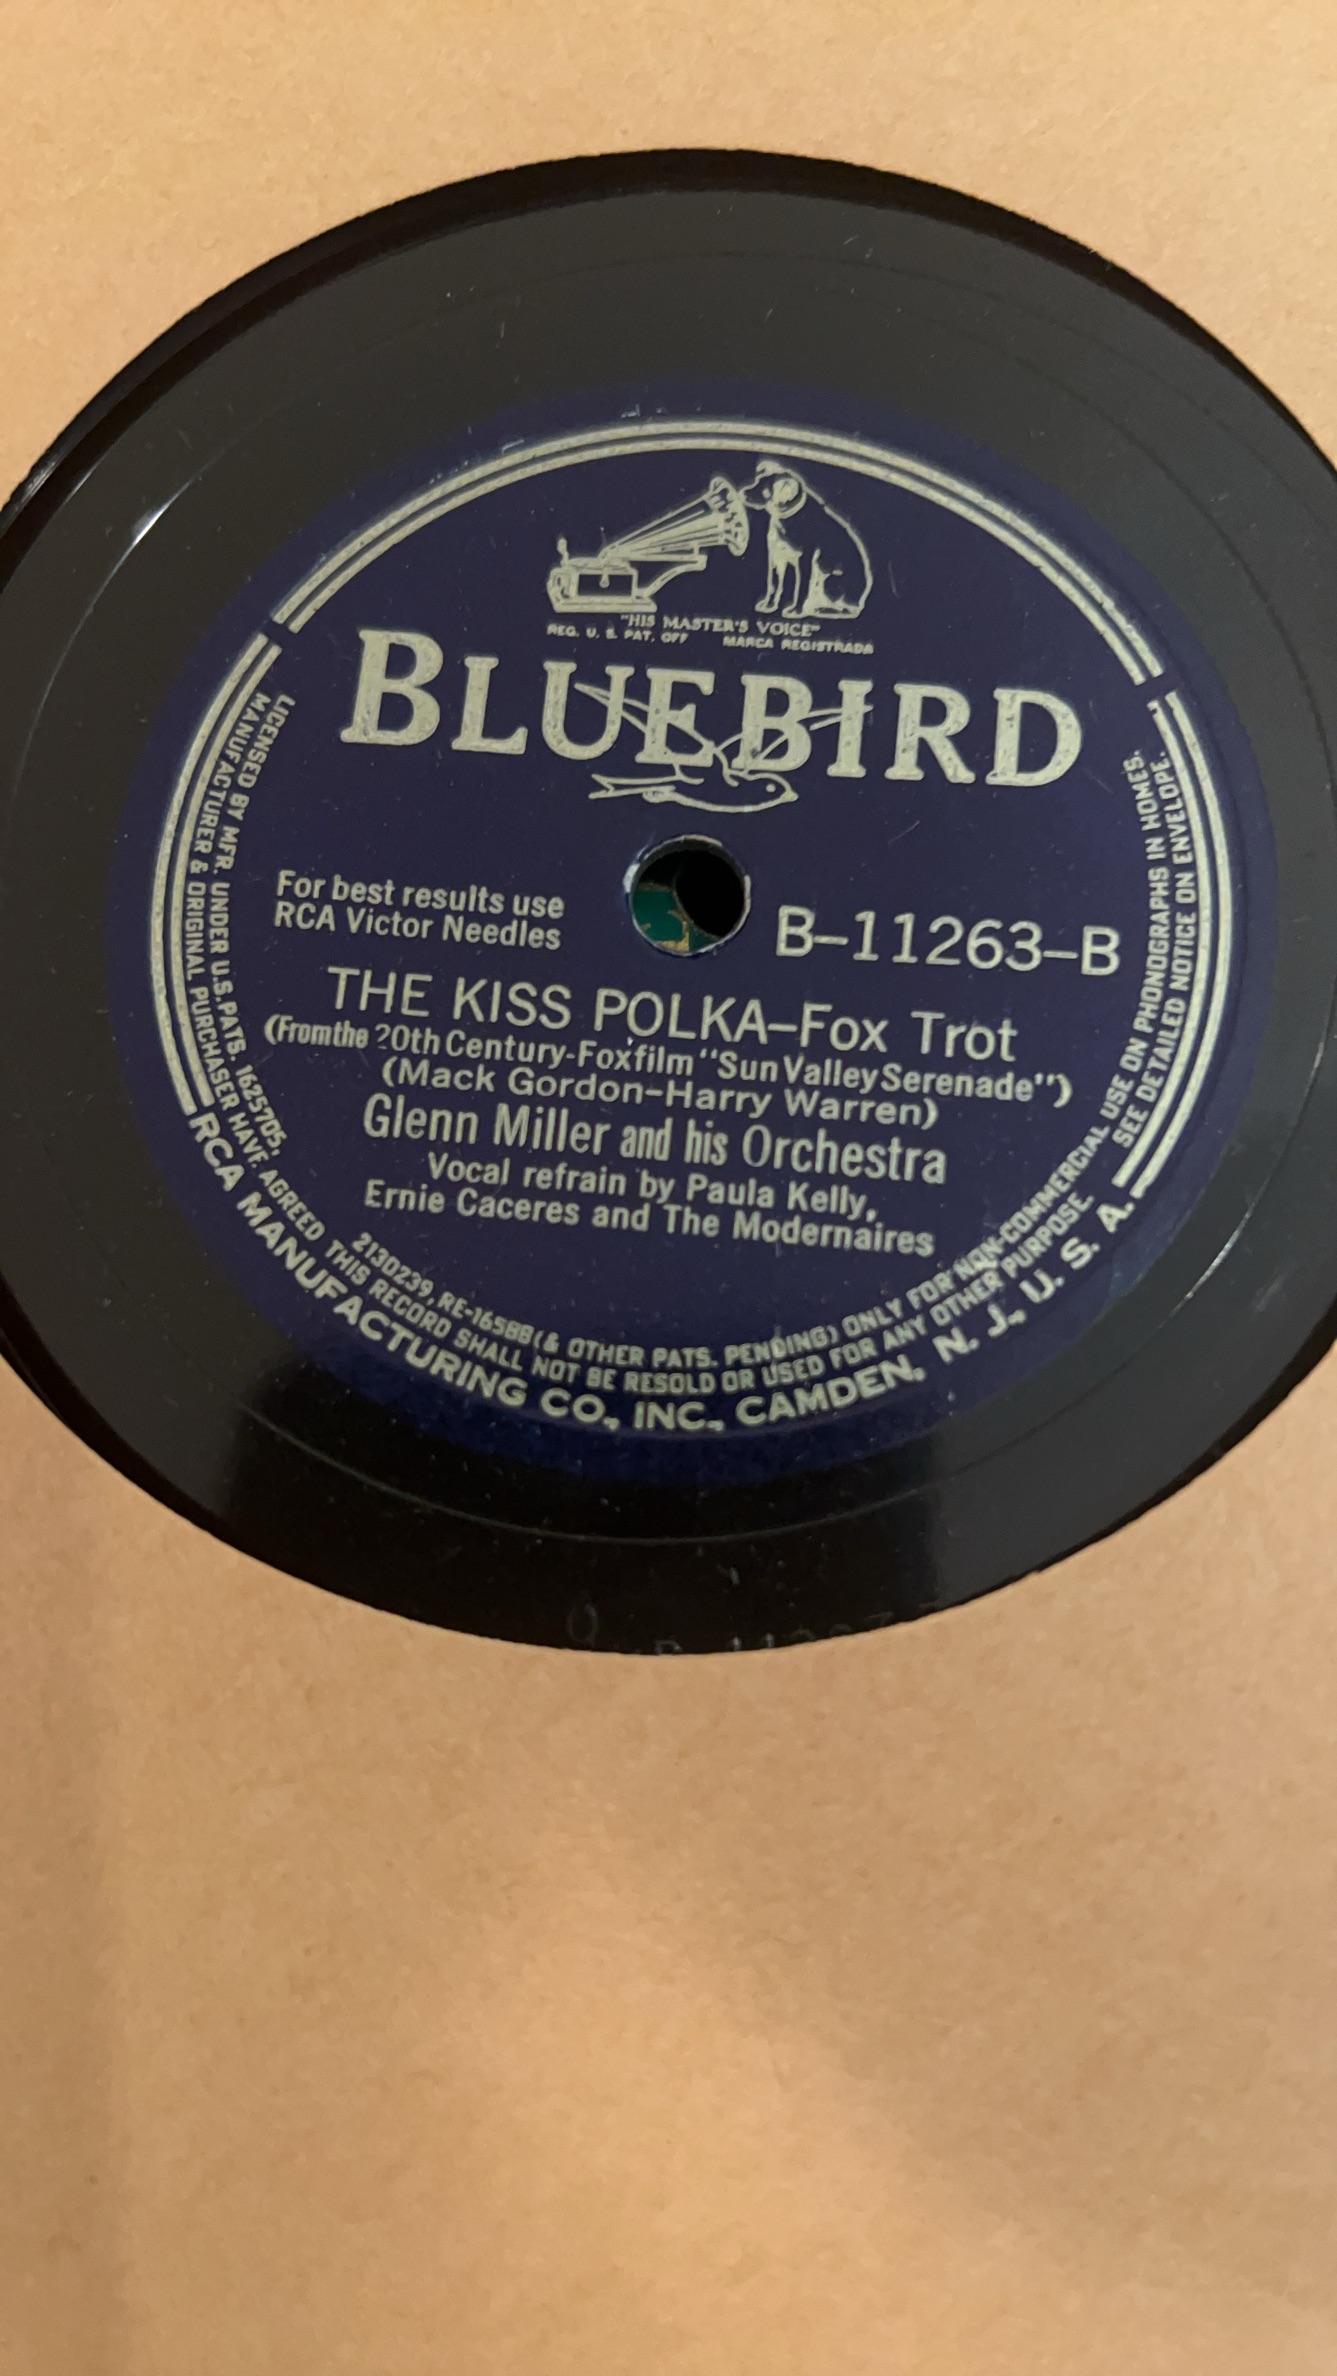 "HIS MASTER'S VOICE"
REG. U. S. PAT. OFF MARCA REGISTRADA
BLUEBIRD
For best results use
RCA Victor Needles
B–11263–B
THE KISS POLKA–Fox Trot
(From the 20th Century-Fox film "Sun Valley Serenade")
(Mack Gordon–Harry Warren)
Glenn Miller and his Orchestra
Vocal refrain by Paula Kelly,
Ernie Caceres and The Modernaires
LICENSED BY MFR. UNDER U.S. PATS. 1625705, 2130239, RE-16588 (& OTHER PATS. PENDING) ONLY FOR NON-COMMERCIAL USE ON PHONOGRAPHS IN HOMES.
MANUFACTURER & ORIGINAL PURCHASER HAVE AGREED THIS RECORD SHALL NOT BE RESOLD OR USED FOR ANY OTHER PURPOSE. SEE DETAILED NOTICE ON ENVELOPE.
RCA MANUFACTURING CO., INC., CAMDEN, N. J., U. S. A.